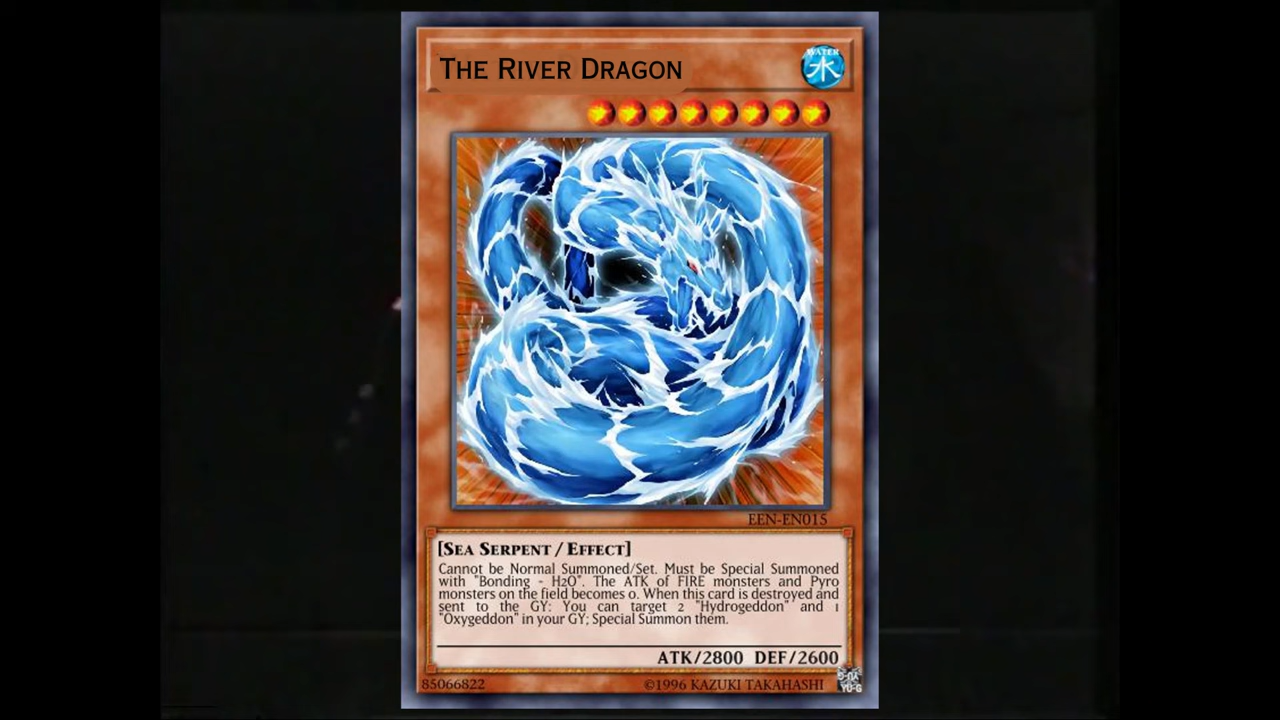 The River Dragon
WATER
水
EEN-EN015
[Sea Serpent / Effect]
Cannot be Normal Summoned/Set. Must be Special Summoned
with "Bonding - H2O". The ATK of FIRE monsters and Pyro
monsters on the field becomes 0. When this card is destroyed and
sent to the GY: You can target 2 "Hydrogeddon" and 1
"Oxygeddon" in your GY; Special Summon them.
ATK/2800 DEF/2600
85066822
©1996 KAZUKI TAKAHASHI